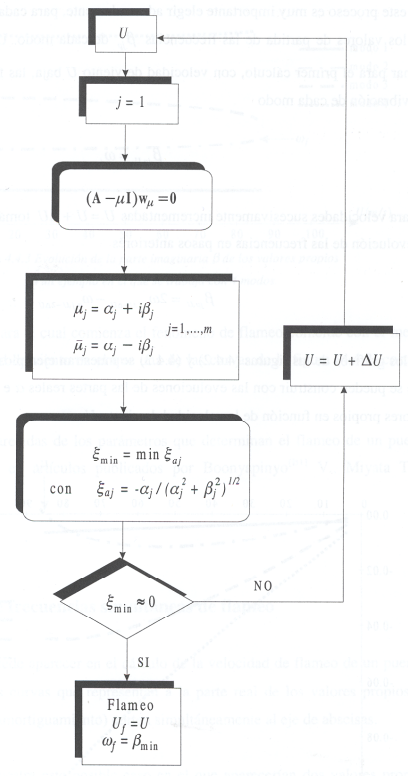 U
j = 1
(A − μI)w_μ = 0
μ_j = α_j + iβ_j
j=1,...,m
μ̄_j = α_j − iβ_j
U = U + ΔU
ξ_min = min ξ_aj
con ξ_aj = -α_j / (α_j² + β_j²)^1/2
ξ_min ≈ 0
NO
SI
Flameo
U_f = U
ω_f = β_min